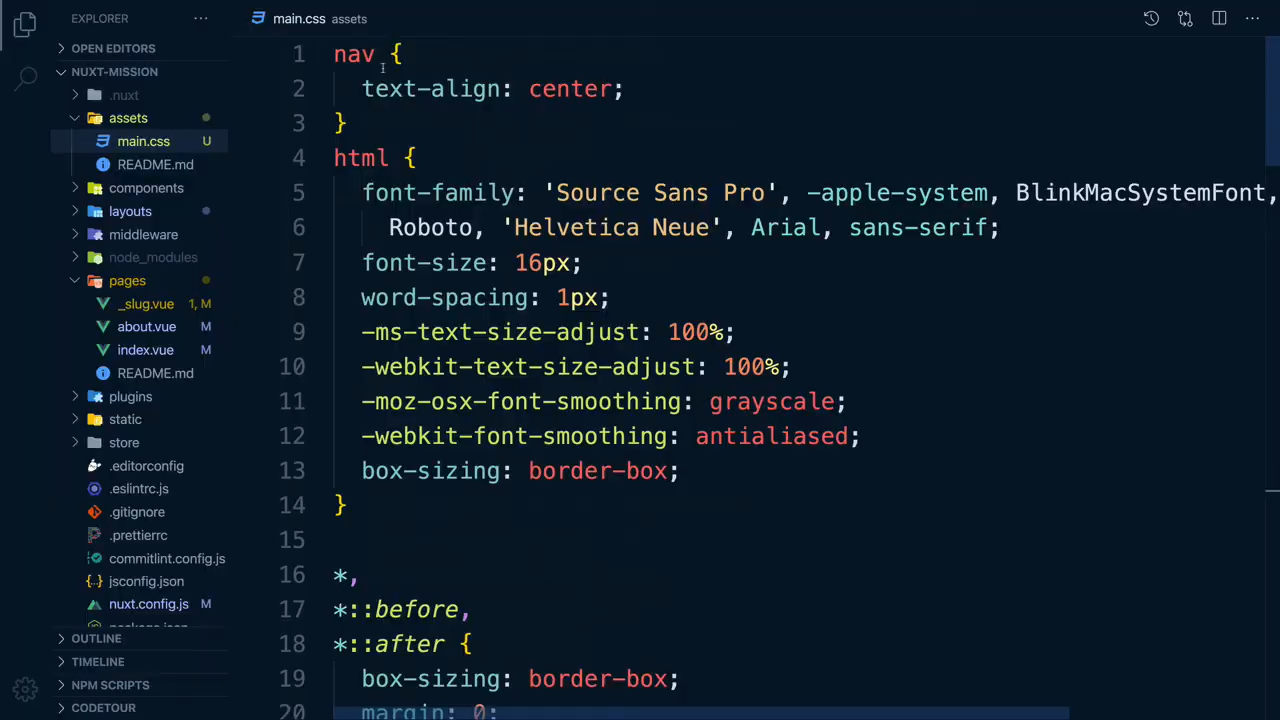 EXPLORER
OPEN EDITORS
NUXT-MISSION
.nuxt
assets
main.css U
README.md
components
layouts
middleware
node_modules
pages
_slug.vue 1, M
about.vue M
index.vue M
README.md
plugins
static
store
.editorconfig
.eslintrc.js
.gitignore
.prettierrc
commitlint.config.js
jsconfig.json
nuxt.config.js M
package.json
OUTLINE
TIMELINE
NPM SCRIPTS
CODETOUR
main.css assets
1 nav {
2 text-align: center;
3 }
4 html {
5 font-family: 'Source Sans Pro', -apple-system, BlinkMacSystemFont,
6 Roboto, 'Helvetica Neue', Arial, sans-serif;
7 font-size: 16px;
8 word-spacing: 1px;
9 -ms-text-size-adjust: 100%;
10 -webkit-text-size-adjust: 100%;
11 -moz-osx-font-smoothing: grayscale;
12 -webkit-font-smoothing: antialiased;
13 box-sizing: border-box;
14 }
15
16 *,
17 *::before,
18 *::after {
19 box-sizing: border-box;
20 margin: 0;